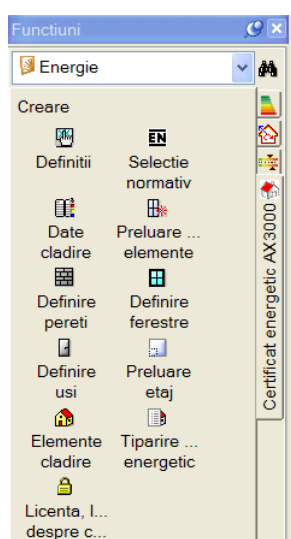 Functiuni
Energie
Creare
EN
Definitii
Selectie
normativ
Date
cladire
Preluare ...
elemente
Definire
pereti
Definire
ferestre
Definire
usi
Preluare
etaj
Elemente
cladire
Tiparire ...
energetic
Licenta, I...
despre c...
Certificat energetic AX3000